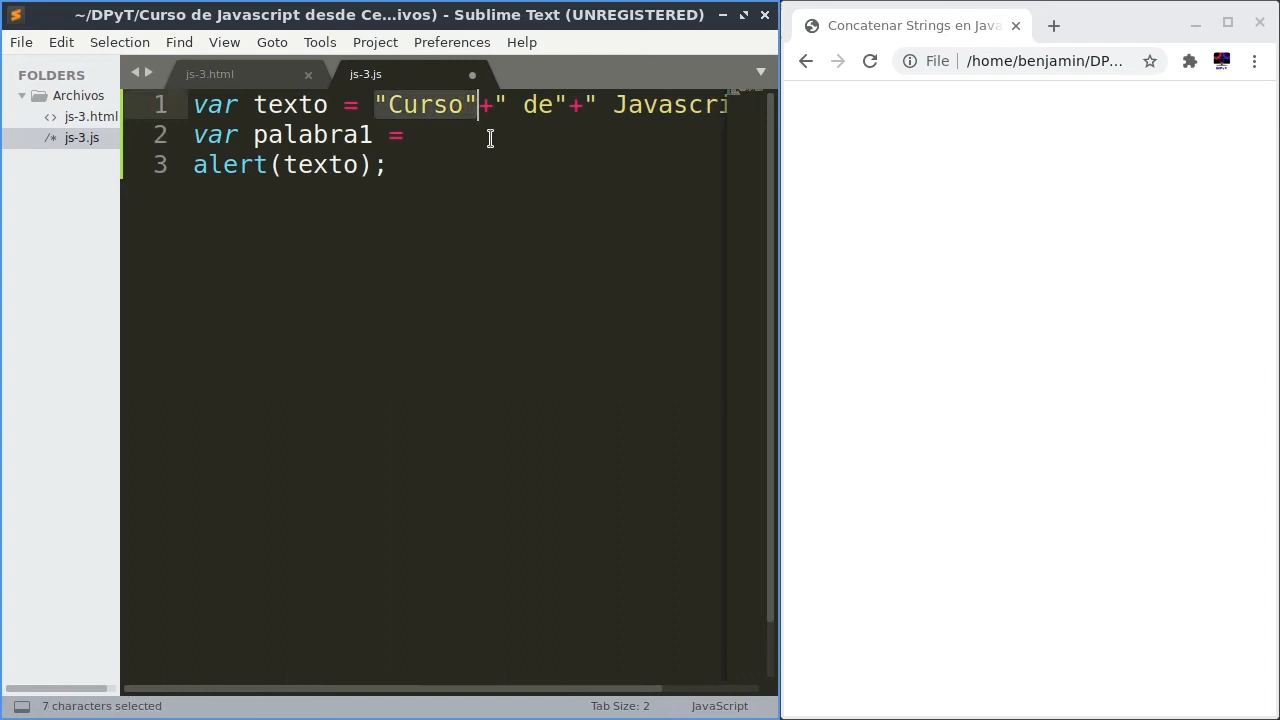 ~/DPyT/Curso de Javascript desde Ce...ivos) - Sublime Text (UNREGISTERED)
File Edit Selection Find View Goto Tools Project Preferences Help
FOLDERS
Archivos
js-3.html
js-3.js
js-3.html
js-3.js
1 var texto = "Curso"+" de"+" Javascri
2 var palabra1 =
3 alert(texto);
7 characters selected
Tab Size: 2
JavaScript
Concatenar Strings en Java
File /home/benjamin/DP...